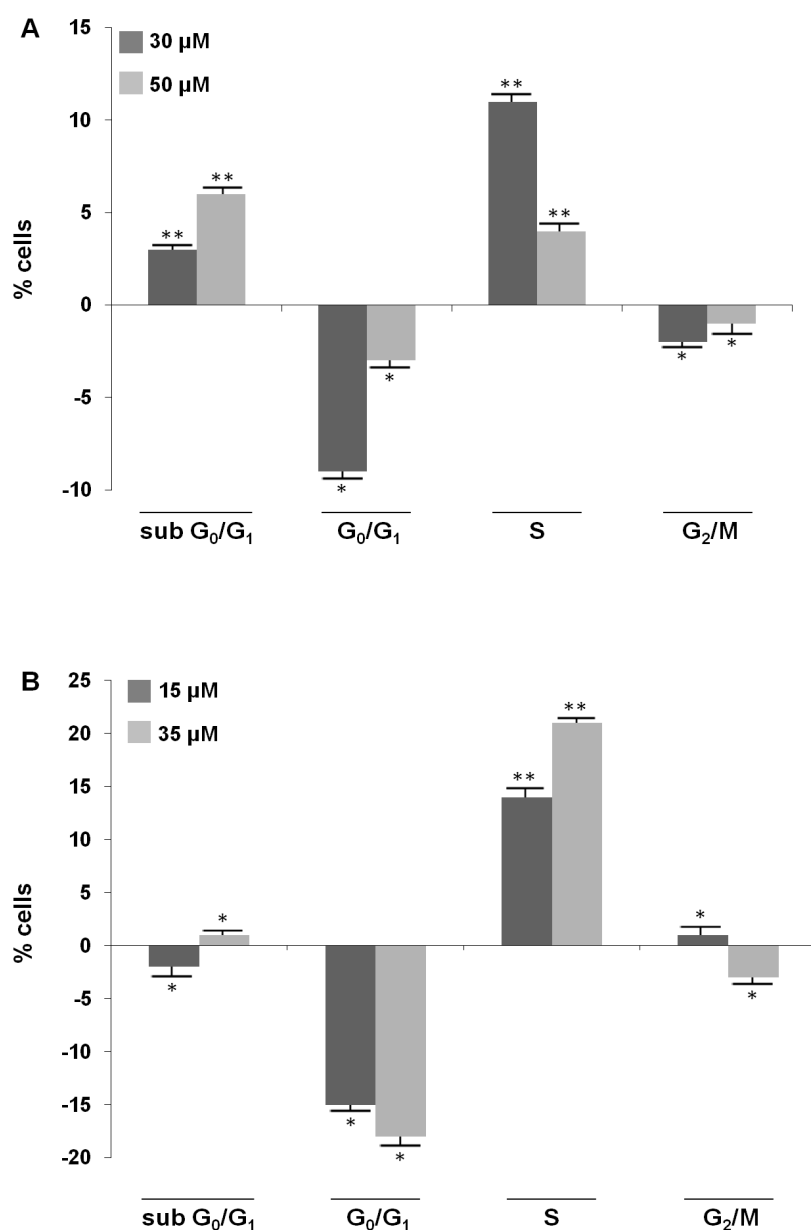 A
15
30 µM
50 µM
10
5
0
-5
-10
% cells
** ** * * ** ** * *
sub G₀/G₁ G₀/G₁ S G₂/M
B
25
15 µM
35 µM
20
15
10
5
0
-5
-10
-15
-20
% cells
* * * * ** ** * *
sub G₀/G₁ G₀/G₁ S G₂/M